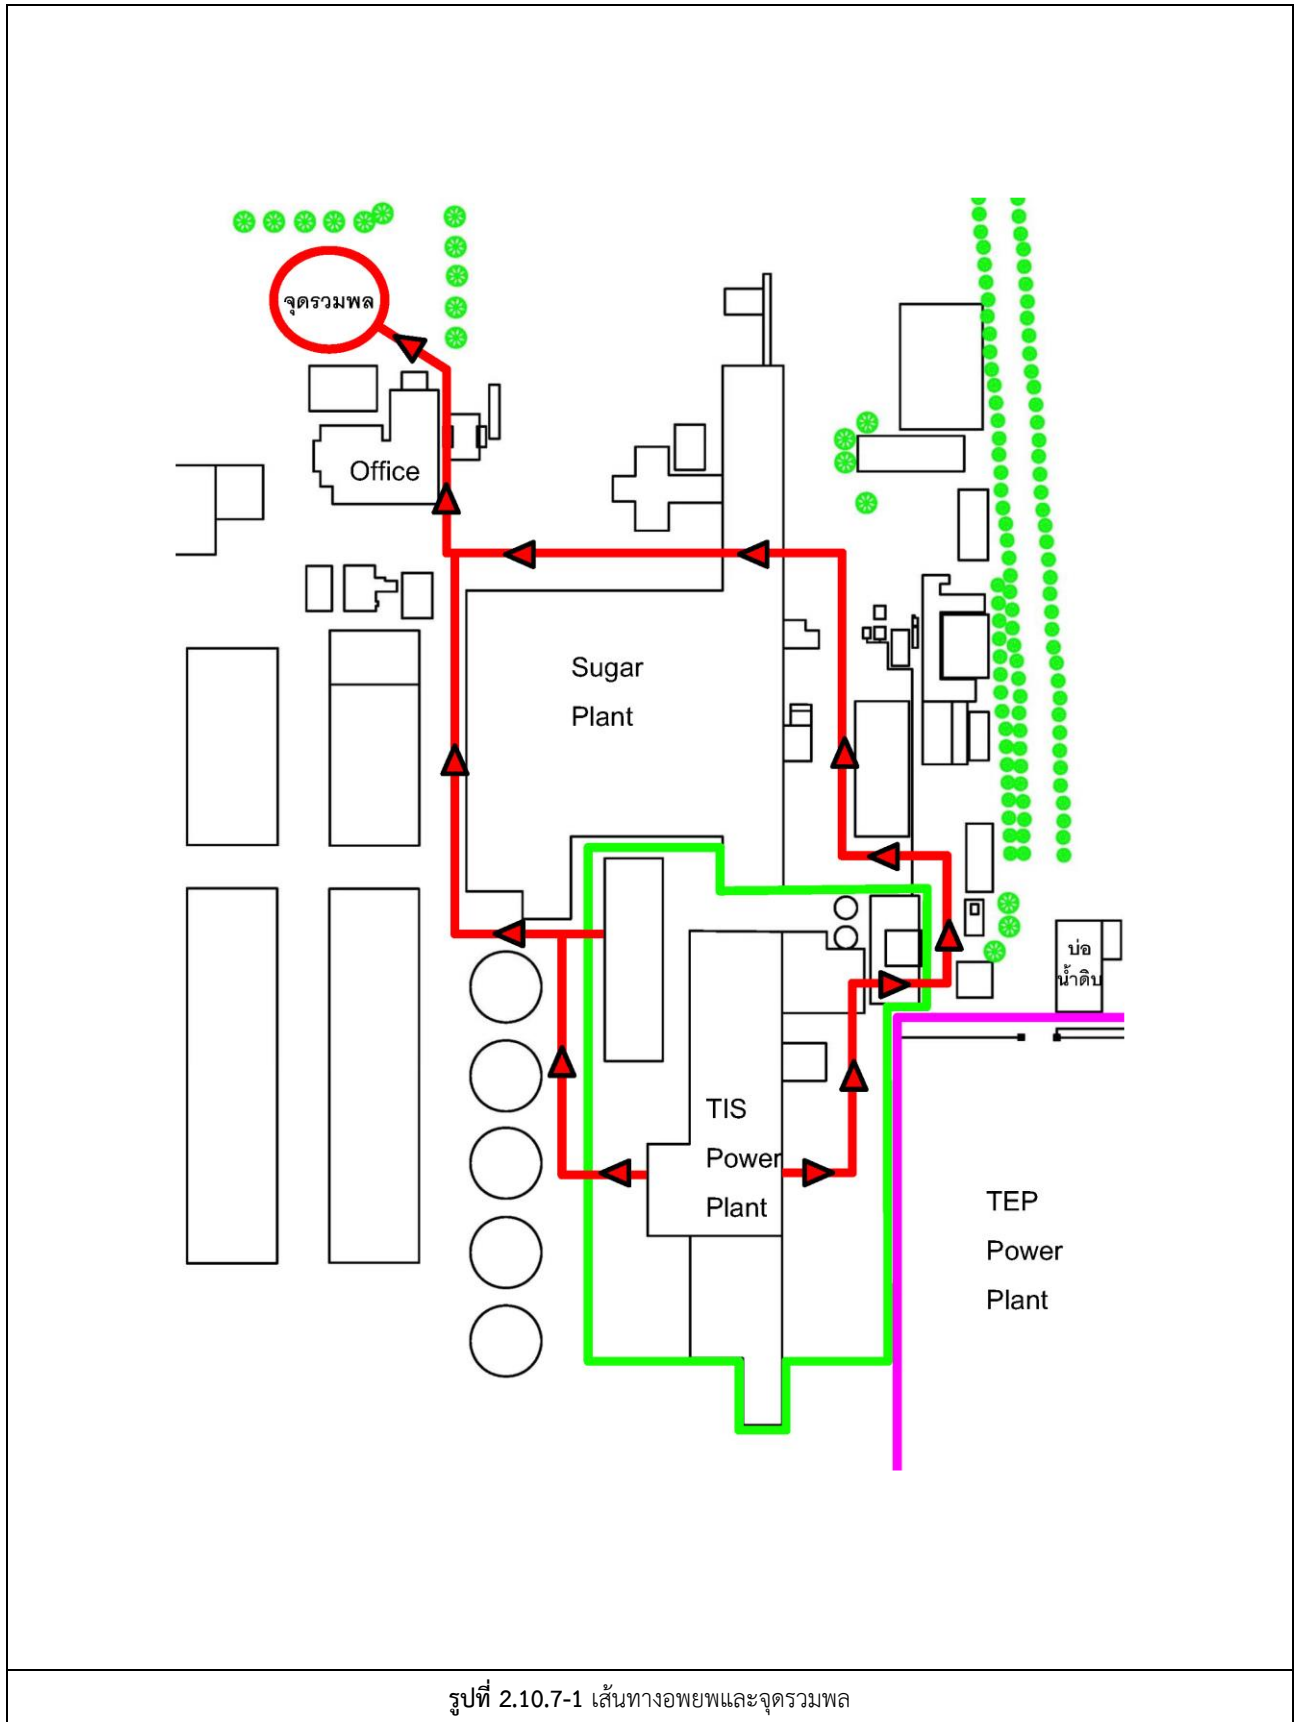 จุดรวมพล
Office
Sugar
Plant
บ่อ
น้ำดิบ
TIS
Power
Plant
TEP
Power
Plant
รูปที่ 2.10.7-1 เส้นทางอพยพและจุดรวมพล